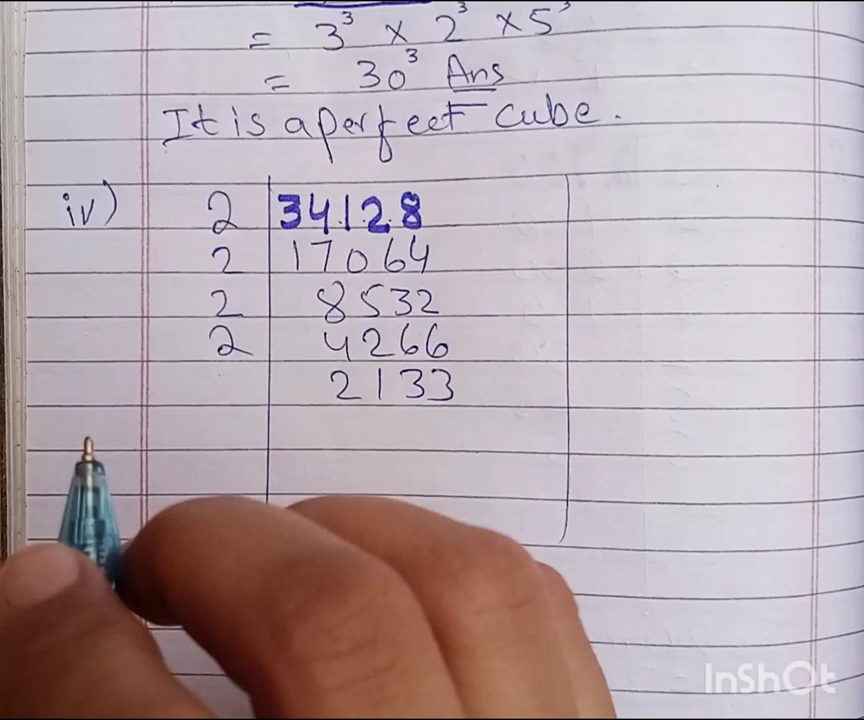 = 3³ × 2³ × 5³
= 30³ Ans
It is a perfect cube.
iv) 2 | 34128
2 | 17064
2 | 8532
2 | 4266
2133
InShOt